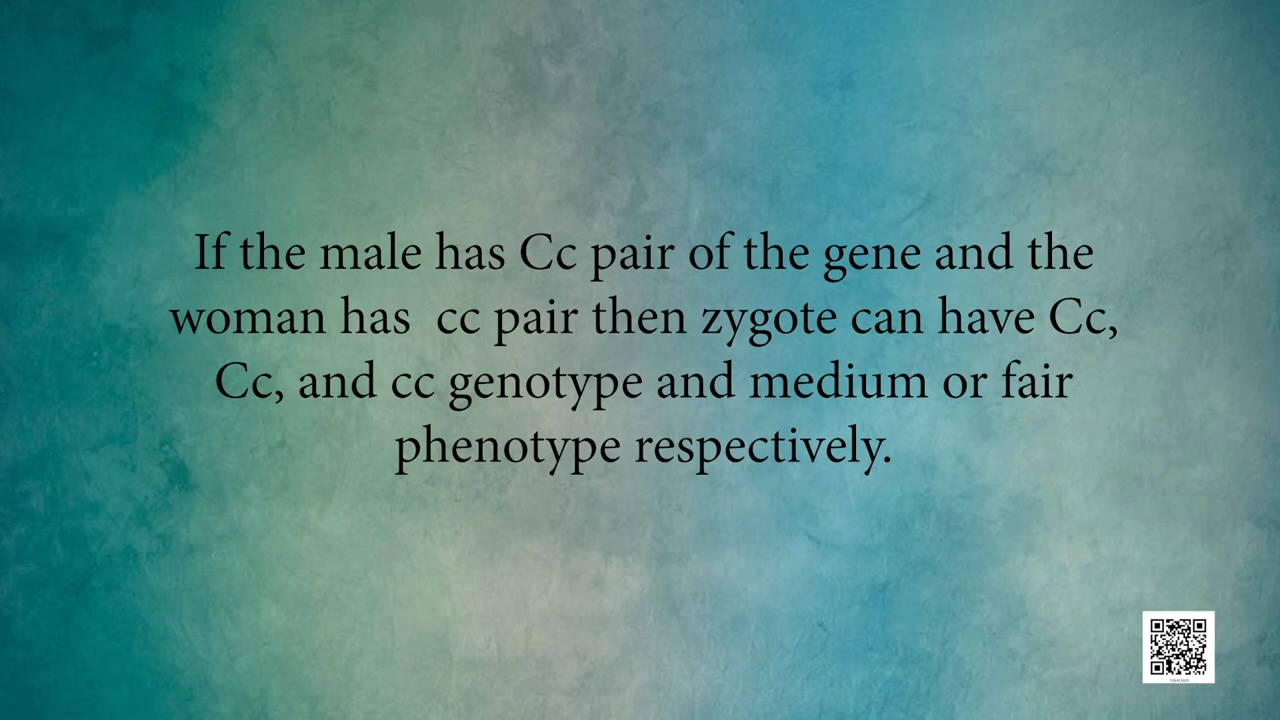 If the male has Cc pair of the gene and the
woman has  cc pair then zygote can have Cc,
Cc, and cc genotype and medium or fair
phenotype respectively.